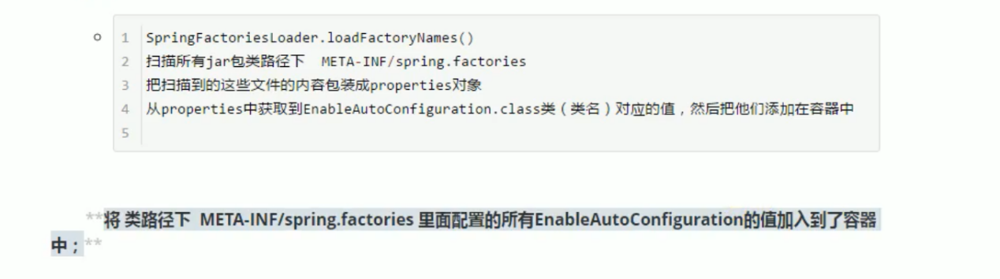 1 SpringFactoriesLoader.loadFactoryNames()
2 扫描所有jar包类路径下  META-INF/spring.factories
3 把扫描到的这些文件的内容包装成properties对象
4 从properties中获取到EnableAutoConfiguration.class类（类名）对应的值，然后把他们添加在容器中
5
**将 类路径下  META-INF/spring.factories 里面配置的所有EnableAutoConfiguration的值加入到了容器
中；**